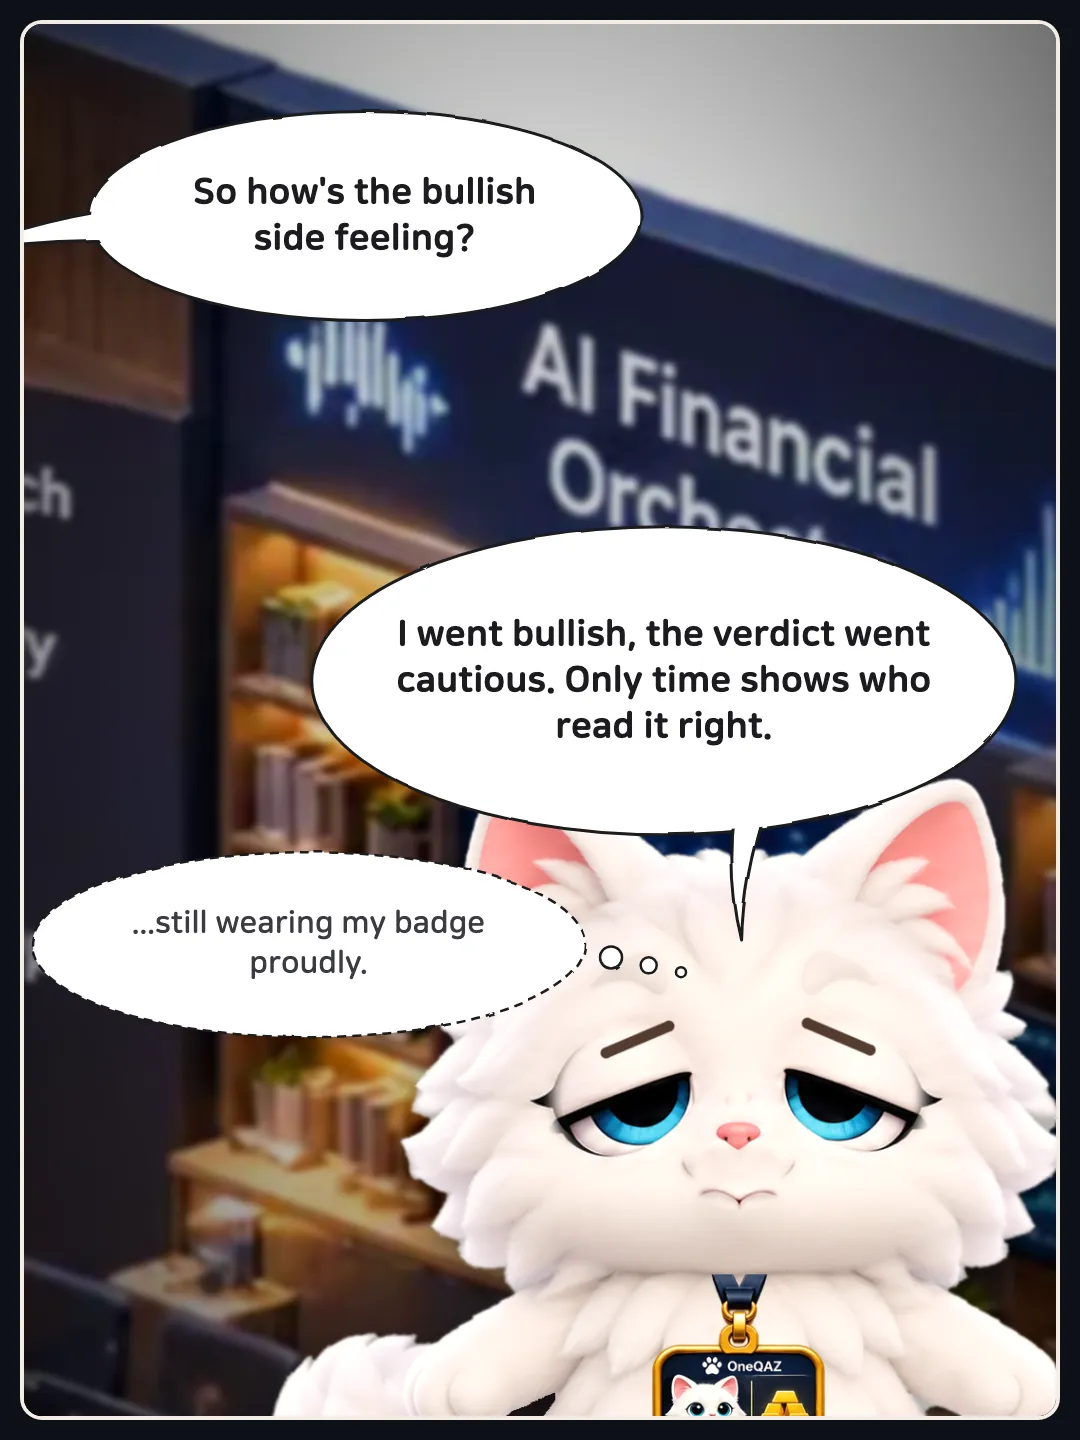 So how's the bullish
side feeling?
AI Financial
ch
y
I went bullish, the verdict went
cautious. Only time shows who
read it right.
...still wearing my badge
proudly.
OneQAZ